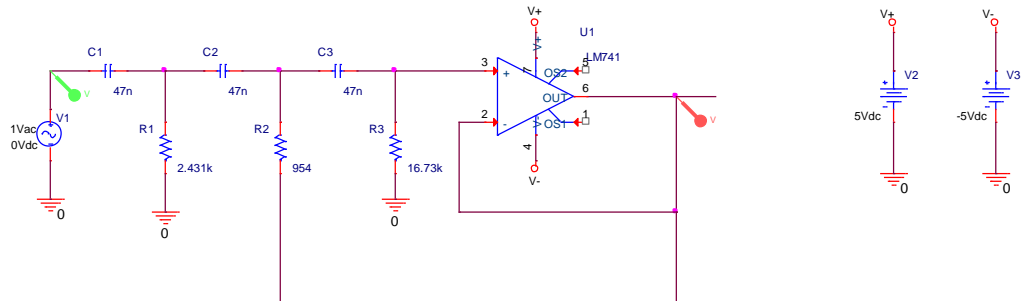 V+
V+
V-
U1
C1
C2
C3
V+
LM741
5
3
+
7
OS2
V2
V3
47n
47n
47n
6
OUT
V
V1
5Vdc
-5Vdc
1Vac
0Vdc
R1
R2
R3
2
-
V-
OS1
1
V
4
2.431k
954
16.73k
V-
0
0
0
0
0